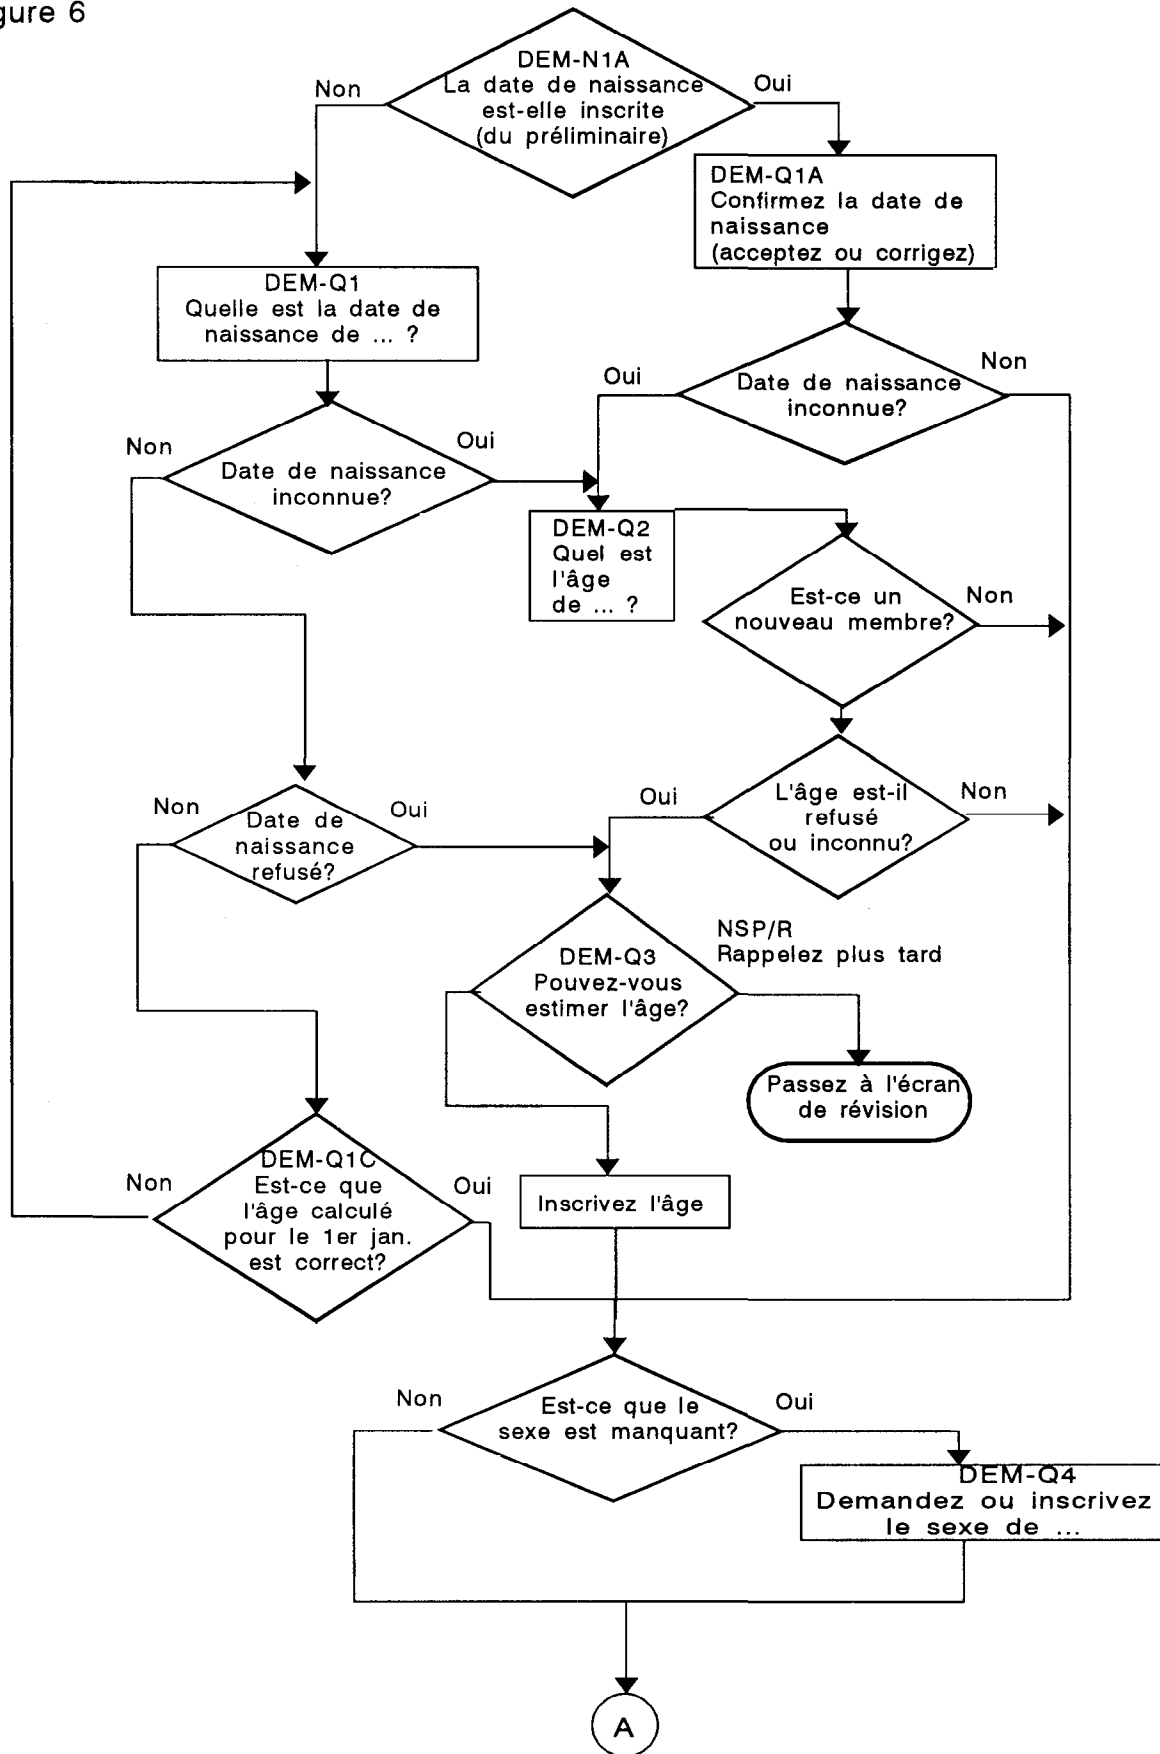 gure 6
DEM-N1A
La date de naissance
est-elle inscrite
(du préliminaire)
Non
Oui
DEM-Q1A
Confirmez la date de
naissance
(acceptez ou corrigez)
DEM-Q1
Quelle est la date de
naissance de ... ?
Oui
Non
Date de naissance
inconnue?
Non
Oui
Date de naissance
inconnue?
DEM-Q2
Quel est
l'âge
de ... ?
Est-ce un
nouveau membre?
Non
Non
Oui
Date de
naissance
refusé?
Oui
Non
L'âge est-il
refusé
ou inconnu?
NSP/R
Rappelez plus tard
DEM-Q3
Pouvez-vous
estimer l'âge?
Passez à l'écran
de révision
Non
Oui
DEM-Q1C
Est-ce que
l'âge calculé
pour le 1er jan.
est correct?
Inscrivez l'âge
Non
Oui
Est-ce que le
sexe est manquant?
DEM-Q4
Demandez ou inscrivez
le sexe de ...
A